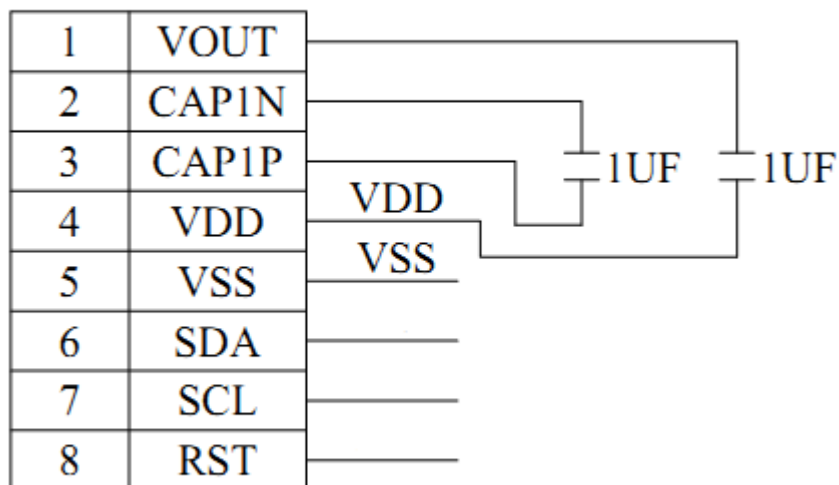 1 VOUT
2 CAP1N
3 CAP1P 1UF 1UF
4 VDD VDD
5 VSS VSS
6 SDA
7 SCL
8 RST